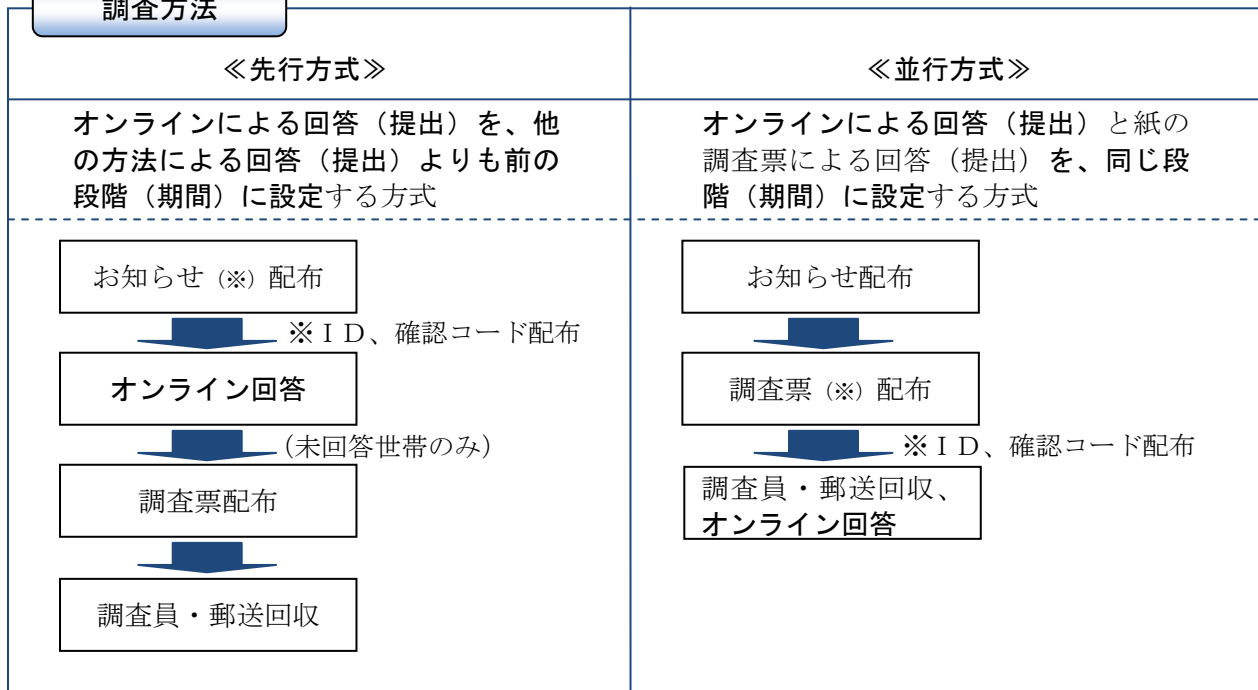 調査方法
≪先行方式≫
オンラインによる回答（提出）を、他
の方法による回答（提出）よりも前の
段階（期間）に設定する方式
お知らせ（※）配布
※ＩＤ、確認コード配布
オンライン回答
（未回答世帯のみ）
調査票配布
調査員・郵送回収
≪並行方式≫
オンラインによる回答（提出）と紙の
調査票による回答（提出）を、同じ段
階（期間）に設定する方式
お知らせ配布
調査票（※）配布
※ＩＤ、確認コード配布
調査員・郵送回収、
オンライン回答